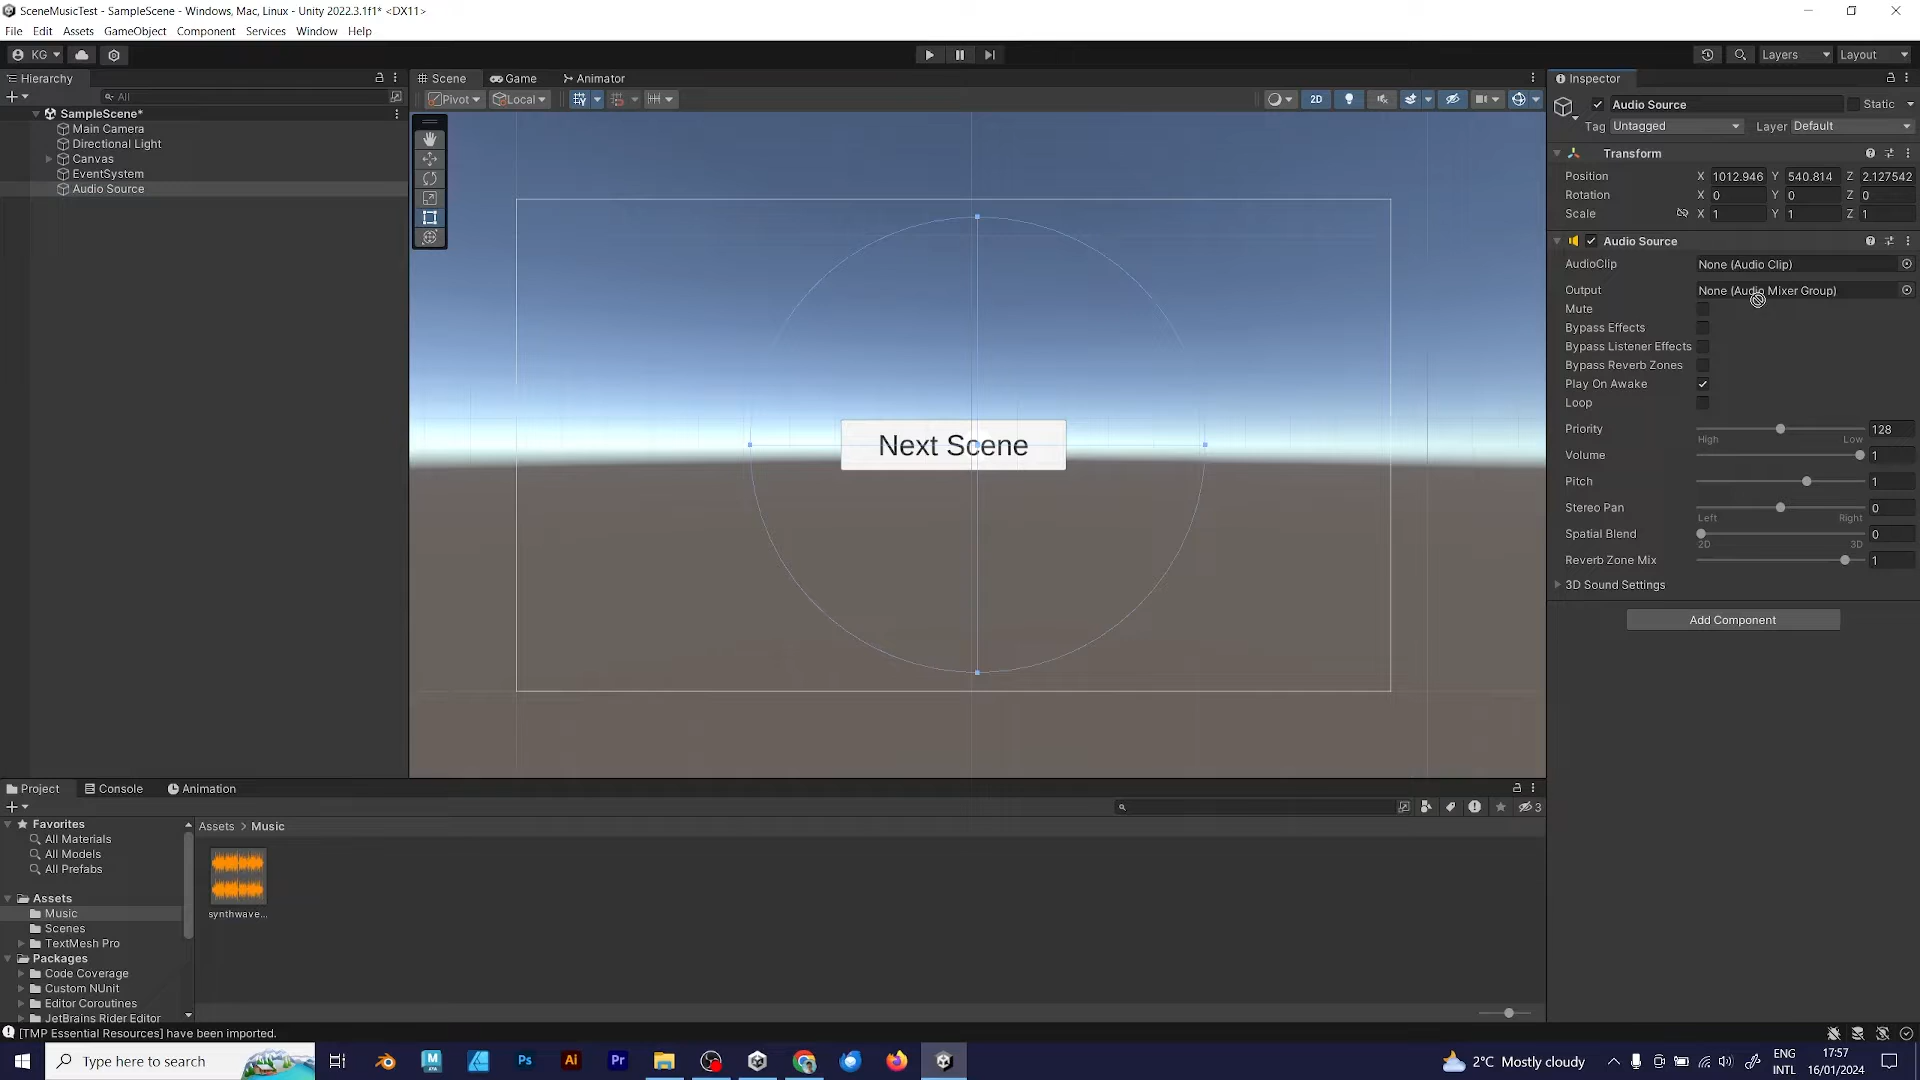 SceneMusicTest - SampleScene - Windows, Mac, Linux - Unity 2022.3.1f1* <DX11>
File Edit Assets GameObject Component Services Window Help
KG Layers Layout
Hierarchy
All
SampleScene*
Main Camera
Directional Light
Canvas
EventSystem
Audio Source
Scene Game Animator
Pivot Local 2D
Next Scene
Inspector
Audio Source Static
Tag Untagged Layer Default
Transform
Position X 1012.946 Y 540.814 Z 2.127542
Rotation X 0 Y 0 Z 0
Scale X 1 Y 1 Z 1
Audio Source
AudioClip None (Audio Clip)
Output None (Audio Mixer Group)
Mute
Bypass Effects
Bypass Listener Effects
Bypass Reverb Zones
Play On Awake
Loop
Priority 128
High Low
Volume 1
Pitch 1
Stereo Pan 0
Left Right
Spatial Blend 0
2D 3D
Reverb Zone Mix 1
3D Sound Settings
Add Component
Project Console Animation
3
Favorites
All Materials
All Models
All Prefabs
Assets
Music
Scenes
TextMesh Pro
Packages
Code Coverage
Custom NUnit
Editor Coroutines
JetBrains Rider Editor
Assets > Music
synthwave...
[TMP Essential Resources] have been imported.
Type here to search
M
Ps
Ai
Pr
2°C Mostly cloudy
ENG
INTL
17:57
16/01/2024